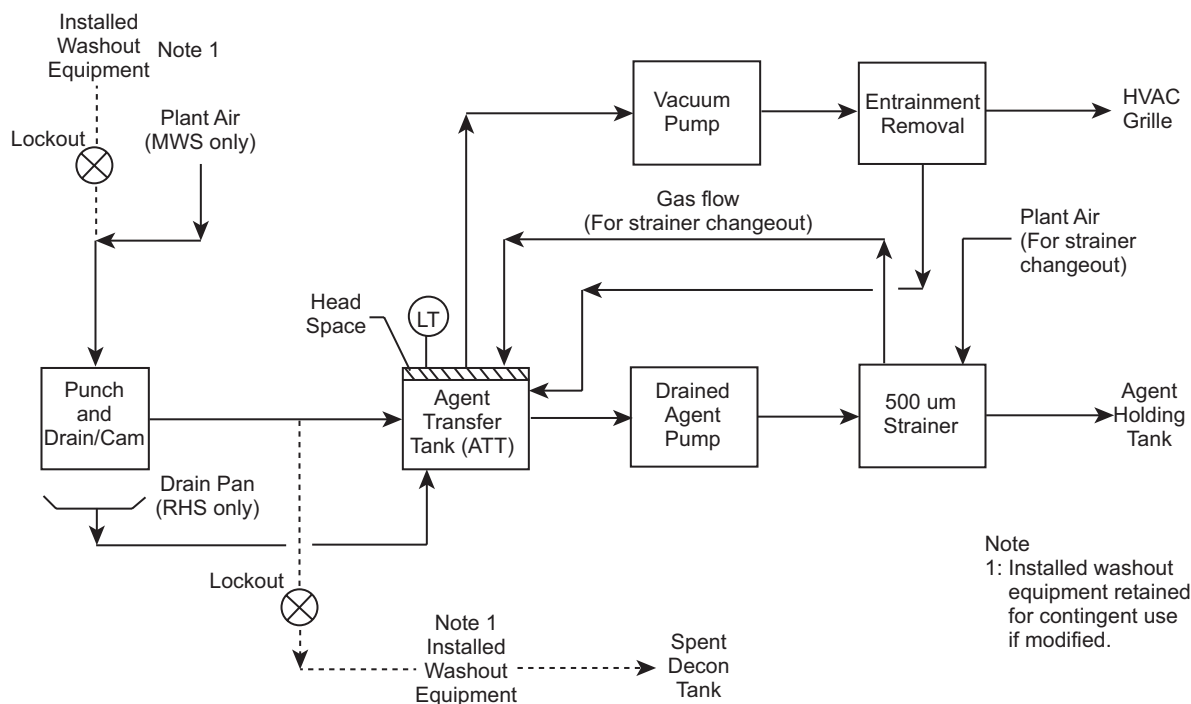 Installed
Washout
Equipment
Note 1
Plant Air
(MWS only)
Lockout
Vacuum
Pump
Entrainment
Removal
HVAC
Grille
Gas flow
(For strainer changeout)
Plant Air
(For strainer
changeout)
Head
Space
LT
Punch
and
Drain/Cam
Agent
Transfer
Tank (ATT)
Drained
Agent
Pump
500 um
Strainer
Agent
Holding
Tank
Drain Pan
(RHS only)
Lockout
Note 1
Installed
Washout
Equipment
Spent
Decon
Tank
Note
1: Installed washout
equipment retained
for contingent use
if modified.